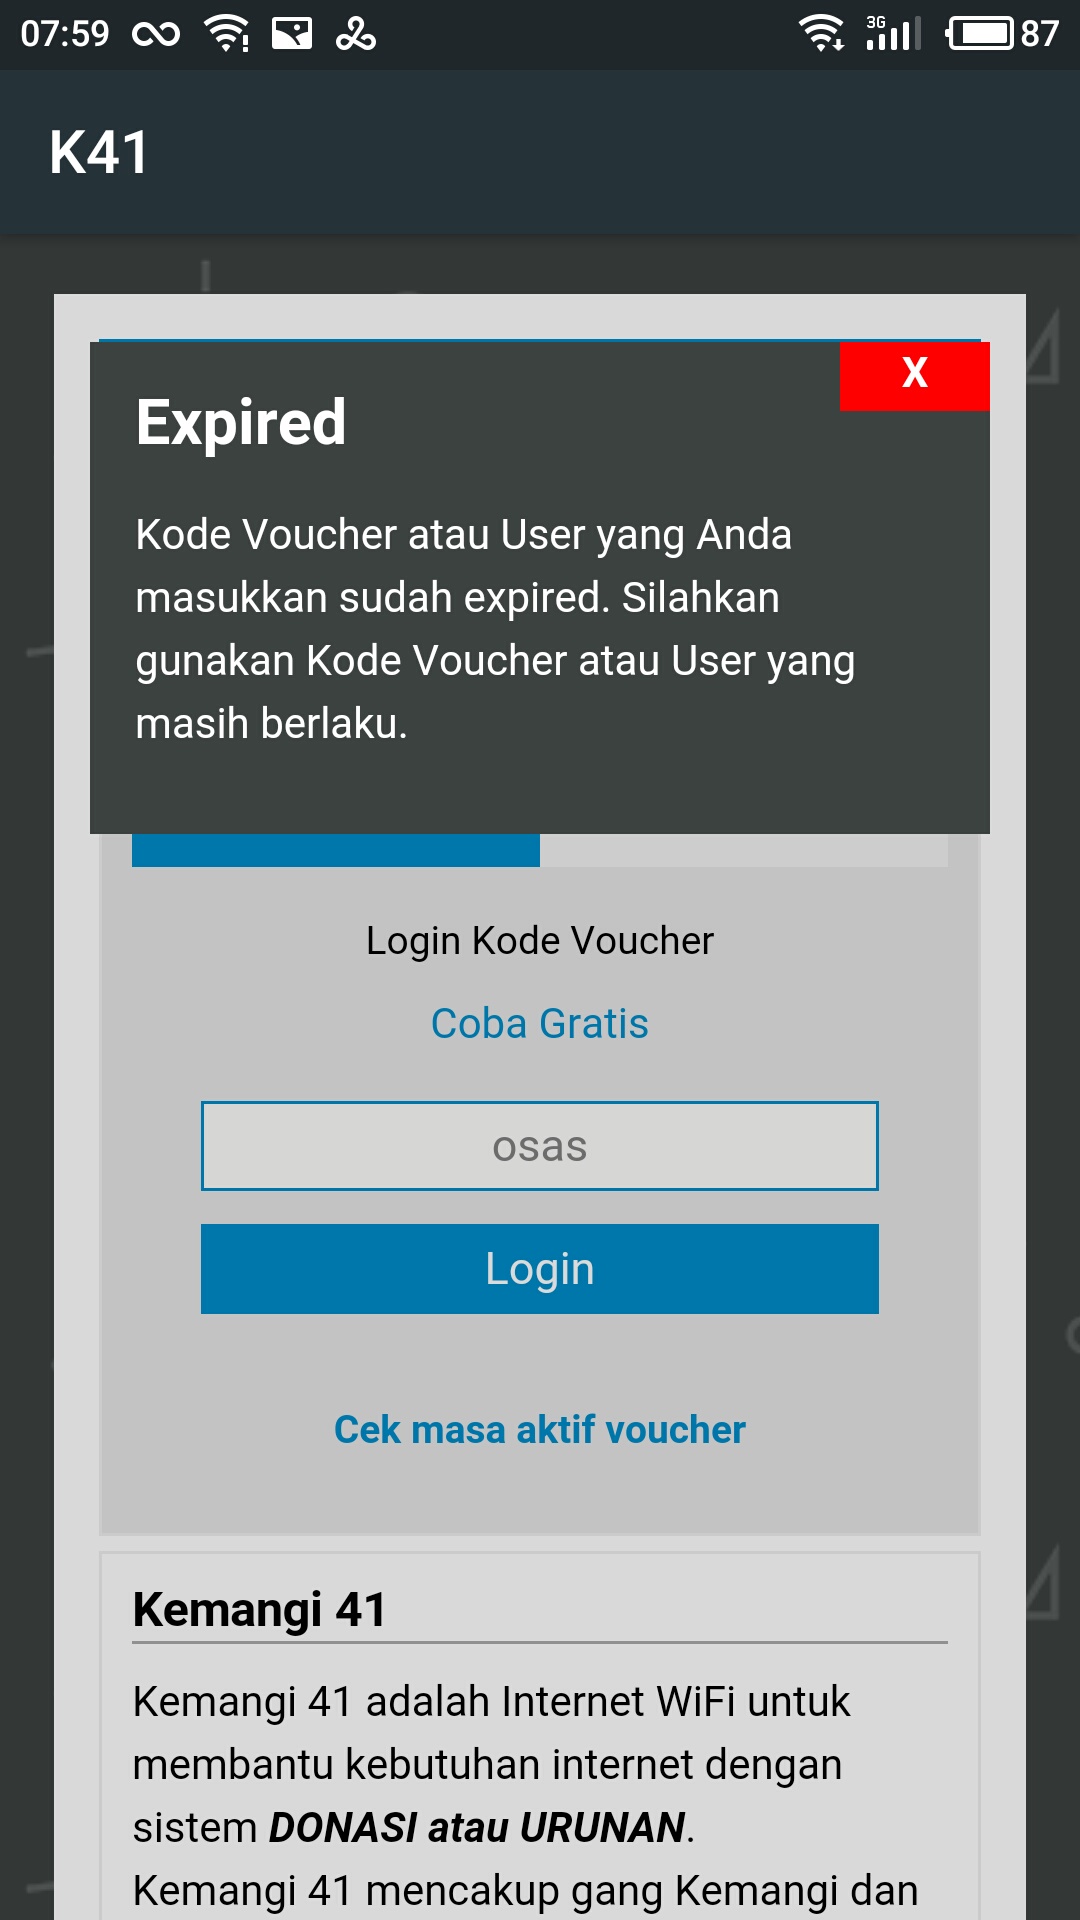 07:59
3G
87
K41
X
Expired
Kode Voucher atau User yang Anda
masukkan sudah expired. Silahkan
gunakan Kode Voucher atau User yang
masih berlaku.
Login Kode Voucher
Coba Gratis
osas
Login
Cek masa aktif voucher
Kemangi 41
Kemangi 41 adalah Internet WiFi untuk
membantu kebutuhan internet dengan
sistem DONASI atau URUNAN.
Kemangi 41 mencakup gang Kemangi dan